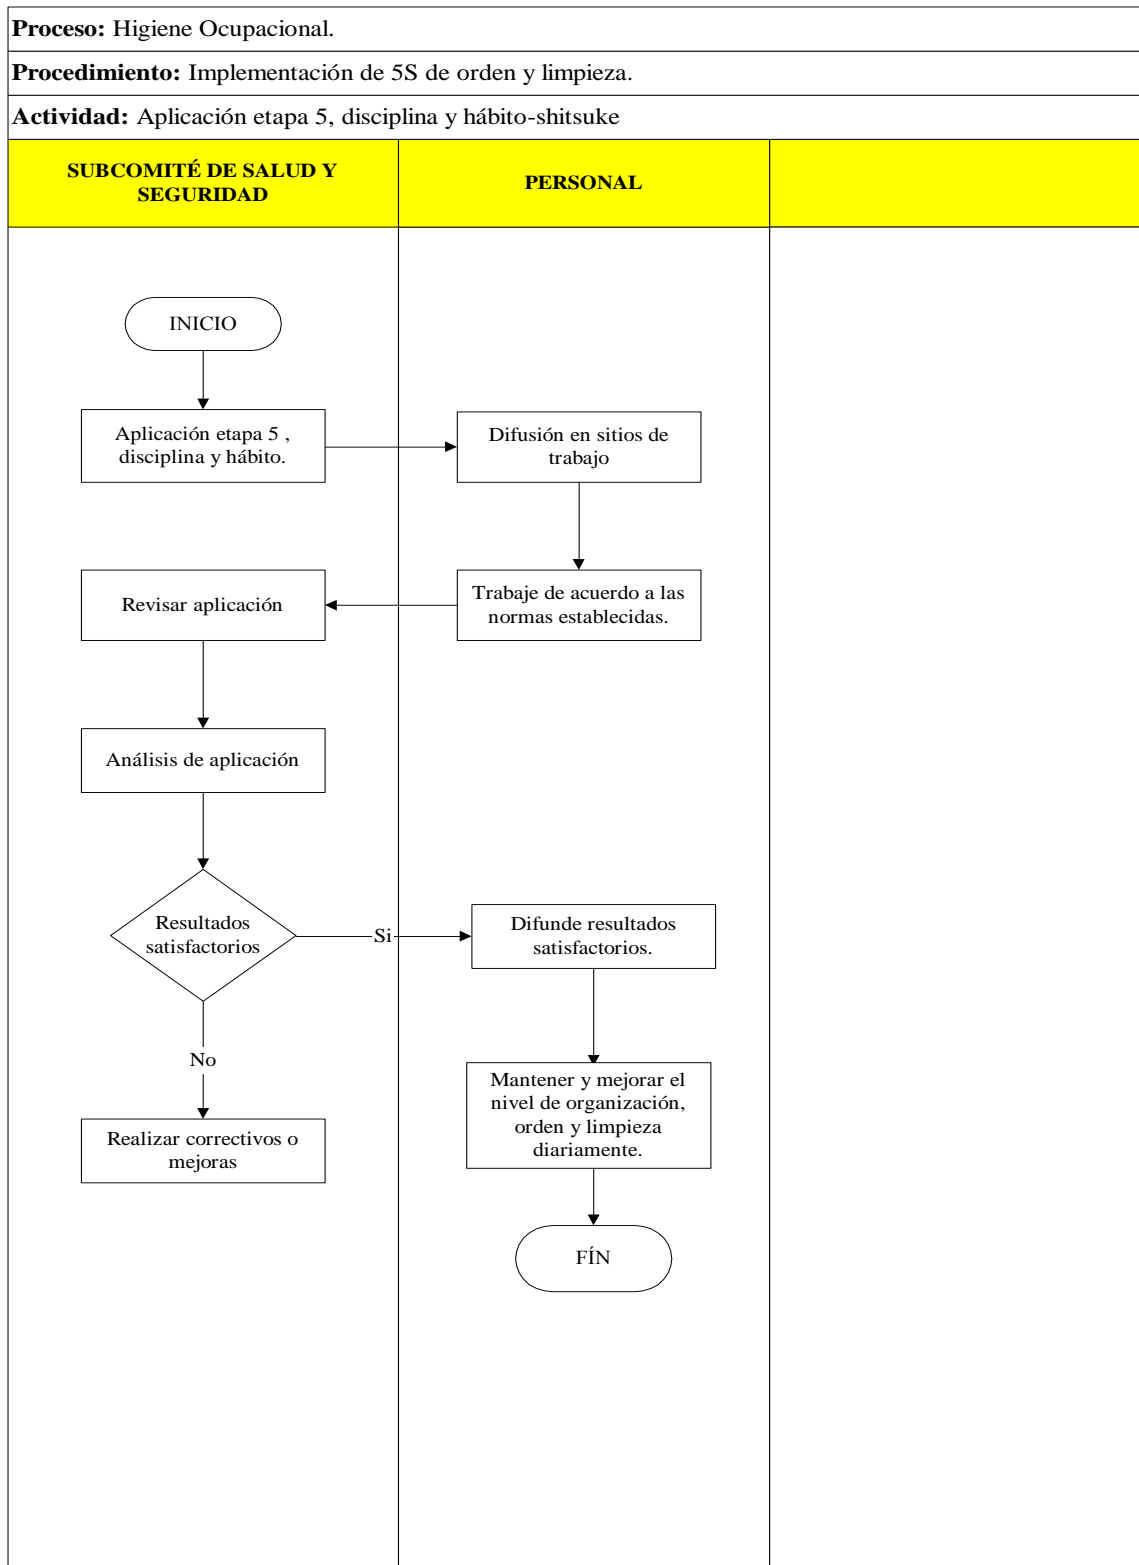 Proceso: Higiene Ocupacional.
Procedimiento: Implementación de 5S de orden y limpieza.
Actividad: Aplicación etapa 5, disciplina y hábito-shitsuke
SUBCOMITÉ DE SALUD Y
SEGURIDAD
PERSONAL
INICIO
Aplicación etapa 5 ,
disciplina y hábito.
Difusión en sitios de
trabajo
Trabaje de acuerdo a las
normas establecidas.
Revisar aplicación
Análisis de aplicación
Resultados
satisfactorios
Si
Difunde resultados
satisfactorios.
No
Mantener y mejorar el
nivel de organización,
orden y limpieza
diariamente.
Realizar correctivos o
mejoras
FÍN